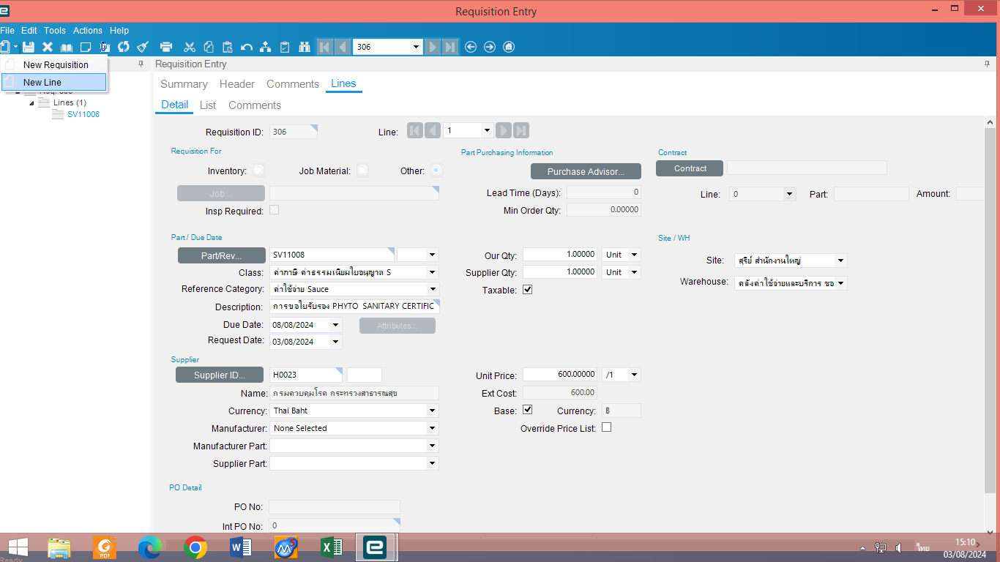 Requisition Entry
File Edit Tools Actions Help
306
New Requisition
New Line
Lines (1)
SV11008
Requisition Entry
Summary Header Comments Lines
Detail List Comments
Requisition ID: 306 Line: 1
Requisition For
Inventory: Job Material: Other:
Job...
Insp Required:
Part Purchasing Information
Purchase Advisor...
Lead Time (Days): 0
Min Order Qty: 0.00000
Contract
Contract
Line: 0 Part: Amount:
Part / Due Date
Part/Rev... SV11008
Class: ค่าภาษี ค่าธรรมเนียมใบอนุญาต S
Reference Category: ค่าใช้จ่าย Sauce
Description: การขอใบรับรอง PHYTO SANITARY CERTIFIC
Due Date: 08/08/2024 Attributes...
Request Date: 03/08/2024
Our Qty: 1.00000 Unit
Supplier Qty: 1.00000 Unit
Taxable:
Site / WH
Site: สุรีย์ สำนักงานใหญ่
Warehouse: คลังค่าใช้จ่ายและบริการ ซอ
Supplier
Supplier ID... H0023
Name: กรมควบคุมโรค กระทรวงสาธารณสุข
Currency: Thai Baht
Manufacturer: None Selected
Manufacturer Part:
Supplier Part:
Unit Price: 600.00000 /1
Ext Cost: 600.00
Base: Currency: ฿
Override Price List:
PO Detail
PO No:
Int PO No: 0
PDF
ไทย
15:10
03/08/2024
Ready